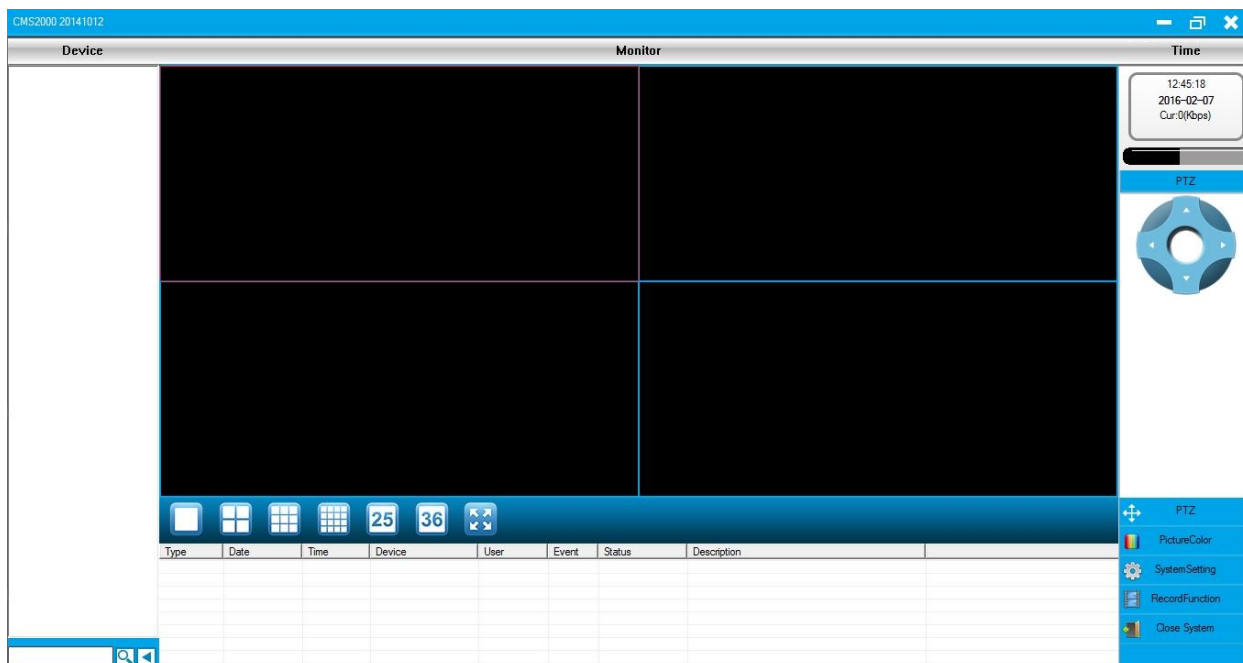 CMS2000 20141012
Device Monitor Time
12:45:18
2016-02-07
Cur:0(Kbps)
PTZ
25 36
PTZ
Type Date Time Device User Event Status Description
PictureColor
SystemSetting
RecordFunction
Close System